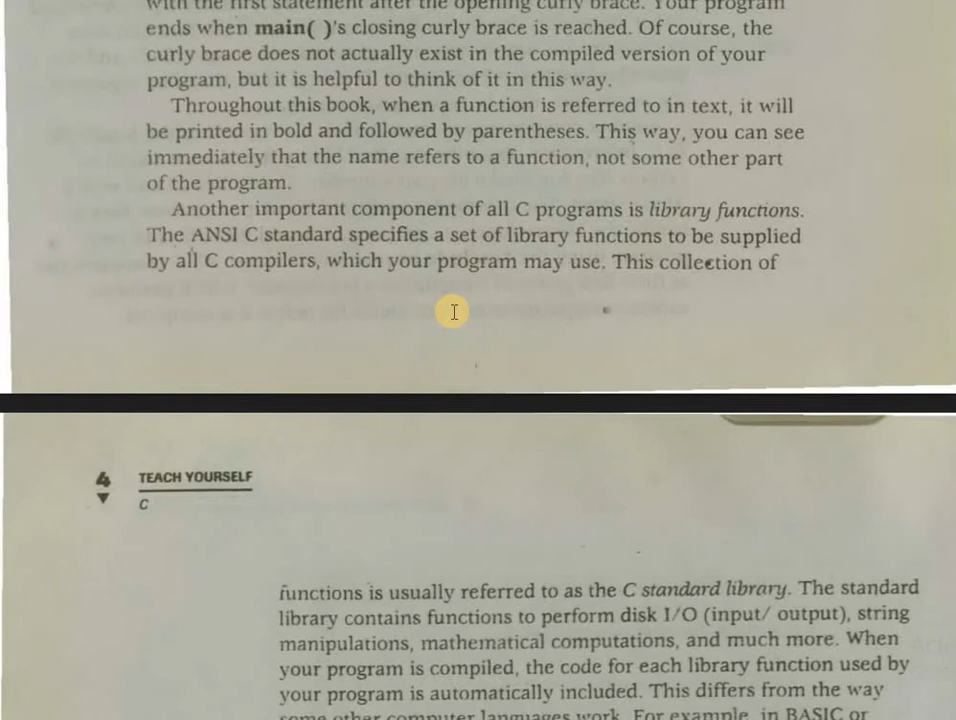 with the first statement after the opening curly brace. Your program
ends when main( )'s closing curly brace is reached. Of course, the
curly brace does not actually exist in the compiled version of your
program, but it is helpful to think of it in this way.
Throughout this book, when a function is referred to in text, it will
be printed in bold and followed by parentheses. This way, you can see
immediately that the name refers to a function, not some other part
of the program.
Another important component of all C programs is library functions.
The ANSI C standard specifies a set of library functions to be supplied
by all C compilers, which your program may use. This collection of
4 TEACH YOURSELF
C
functions is usually referred to as the C standard library. The standard
library contains functions to perform disk I/O (input/ output), string
manipulations, mathematical computations, and much more. When
your program is compiled, the code for each library function used by
your program is automatically included. This differs from the way
some other computer languages work. For example, in BASIC or